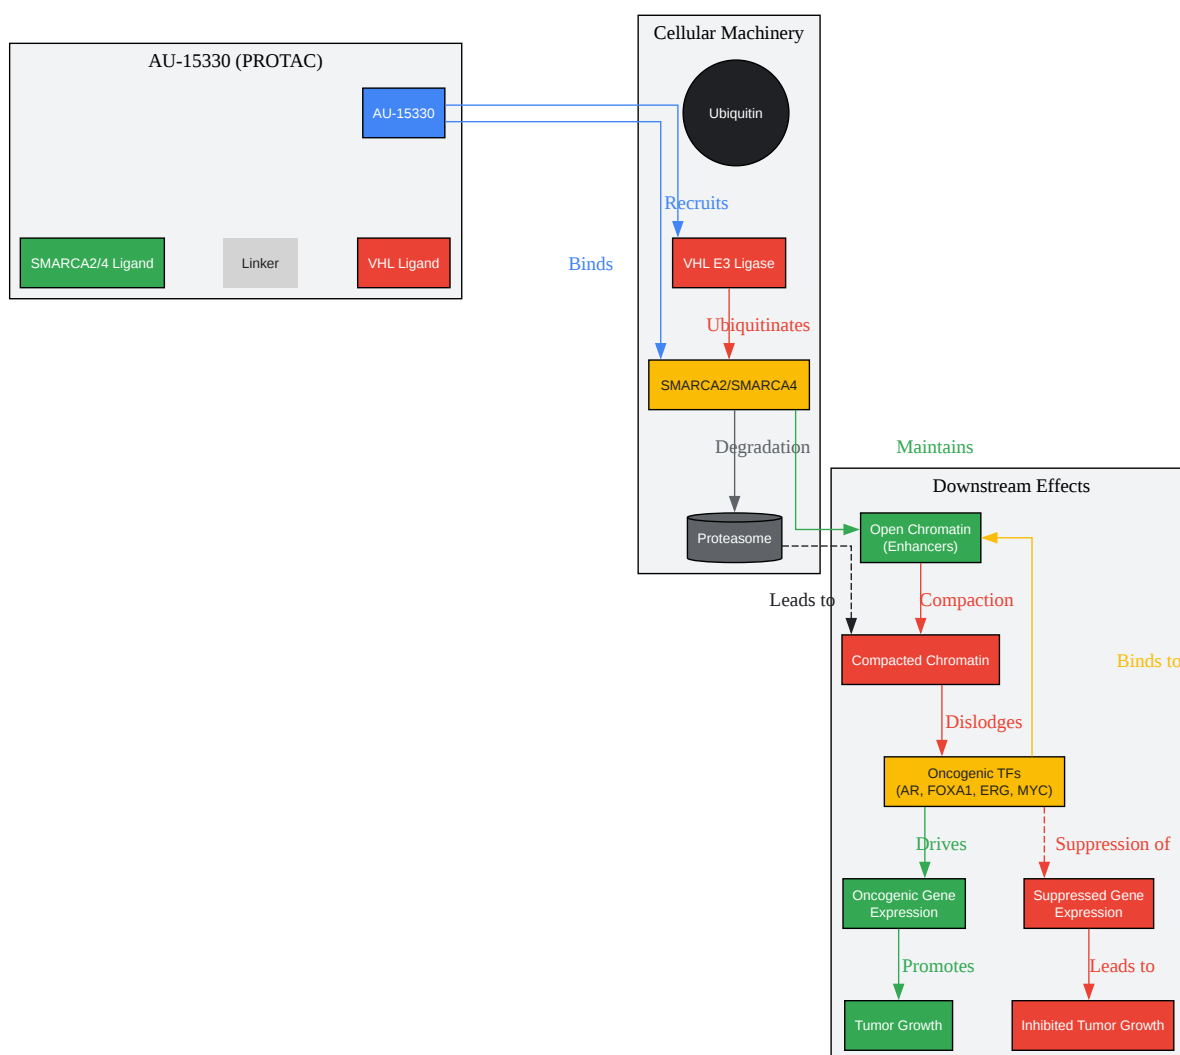 Cellular Machinery
AU-15330 (PROTAC)
AU-15330
Ubiquitin
Recruits
SMARCA2/4 Ligand
Linker
VHL Ligand
Binds
VHL E3 Ligase
Ubiquitinates
SMARCA2/SMARCA4
Degradation
Maintains
Downstream Effects
Proteasome
Open Chromatin
(Enhancers)
Leads to
Compaction
Compacted Chromatin
Binds to
Dislodges
Oncogenic TFs
(AR, FOXA1, ERG, MYC)
Drives
Suppression of
Oncogenic Gene
Expression
Suppressed Gene
Expression
Promotes
Leads to
Tumor Growth
Inhibited Tumor Growth